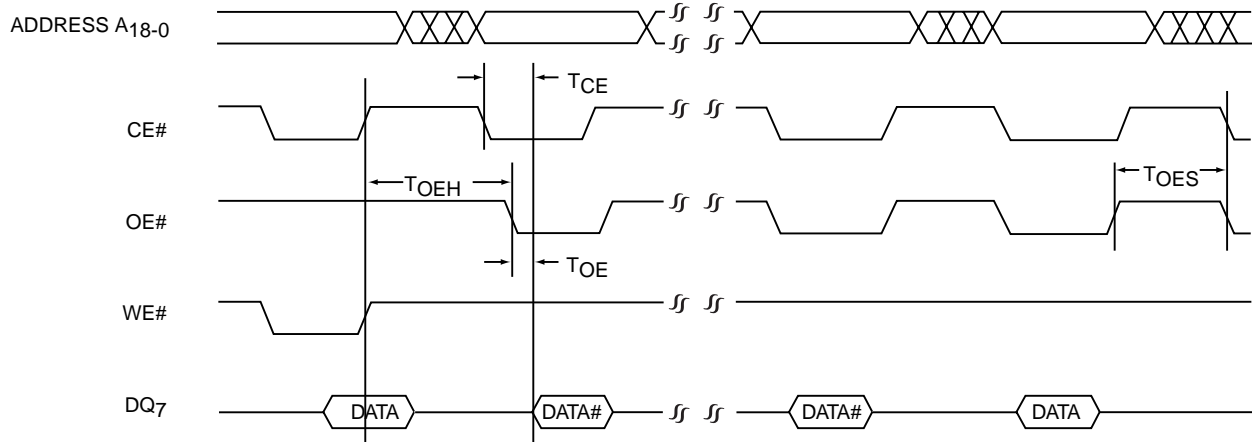 ADDRESS A18-0
TCE
CE#
TOEH
TOES
OE#
TOE
WE#
DQ7
DATA
DATA#
DATA#
DATA